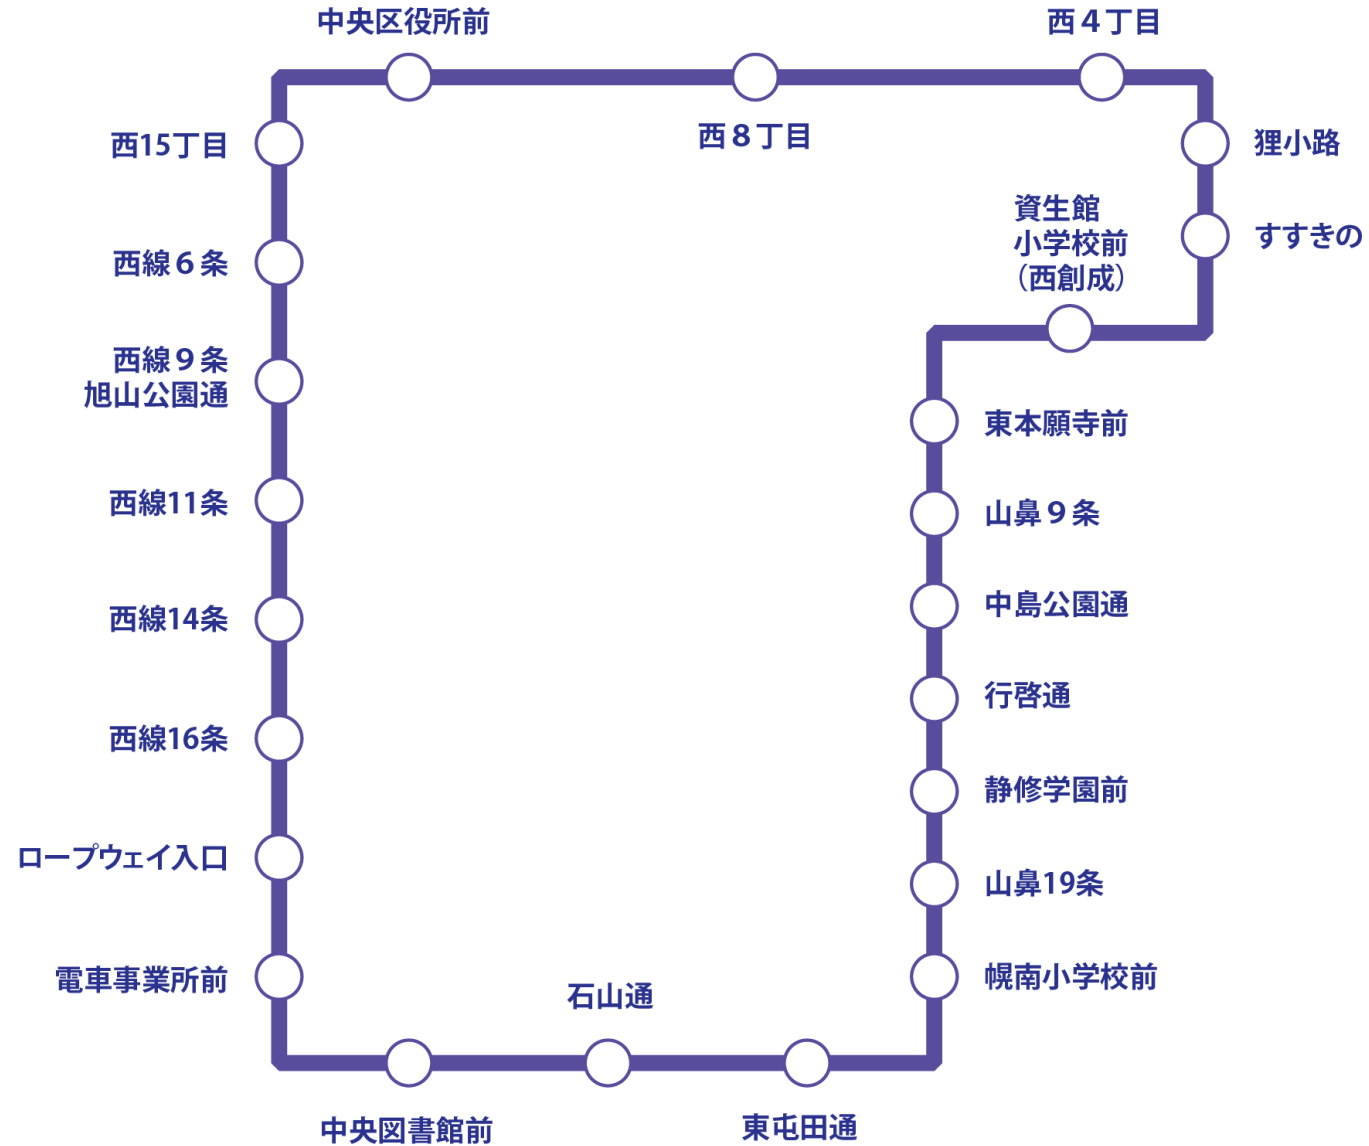 中央区役所前
西４丁目
西８丁目
西15丁目
狸小路
資生館
小学校前
（西創成）
すすきの
西線６条
西線９条
旭山公園通
東本願寺前
西線11条
山鼻９条
西線14条
中島公園通
行啓通
西線16条
静修学園前
ロープウェイ入口
山鼻19条
電車事業所前
幌南小学校前
石山通
中央図書館前
東屯田通